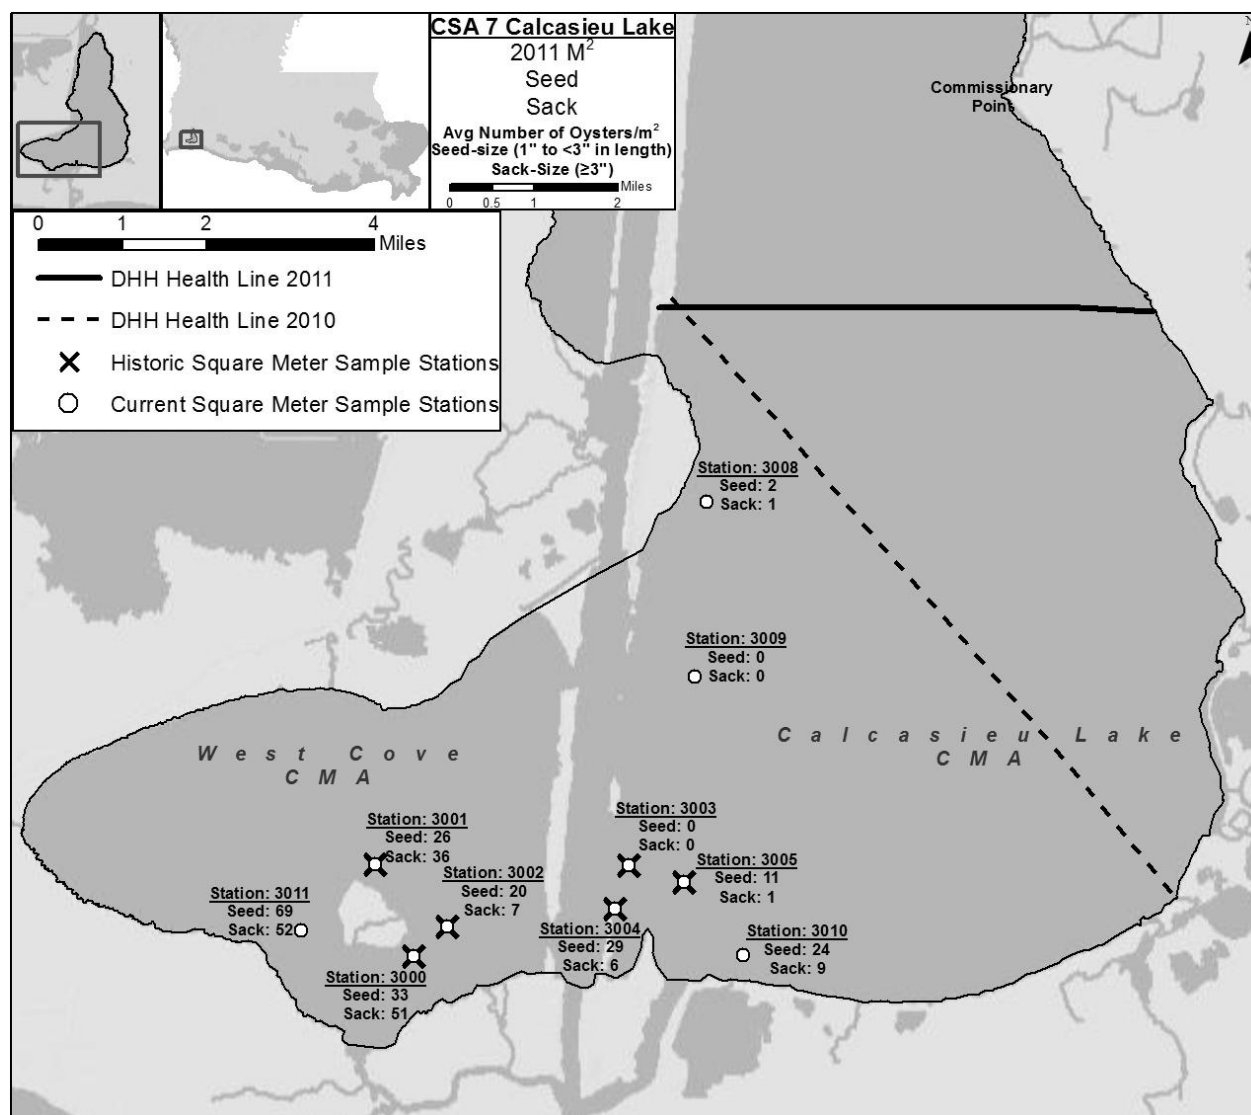 CSA 7 Calcasieu Lake
2011 M²
Seed
Sack
Avg Number of Oysters/m²
Seed-size (1" to <3" in length)
Sack-Size (≥3")
Miles
0 0.5 1 2
N
0 1 2 4
Miles
DHH Health Line 2011
DHH Health Line 2010
Historic Square Meter Sample Stations
Current Square Meter Sample Stations
Commissionary
Point
Station: 3008
Seed: 2
Sack: 1
Station: 3009
Seed: 0
Sack: 0
West Cove
CMA
Calcasieu Lake
CMA
Station: 3001
Seed: 26
Sack: 36
Station: 3002
Seed: 20
Sack: 7
Station: 3003
Seed: 0
Sack: 0
Station: 3005
Seed: 11
Sack: 1
Station: 3011
Seed: 69
Sack: 52
Station: 3000
Seed: 33
Sack: 51
Station: 3004
Seed: 29
Sack: 6
Station: 3010
Seed: 24
Sack: 9